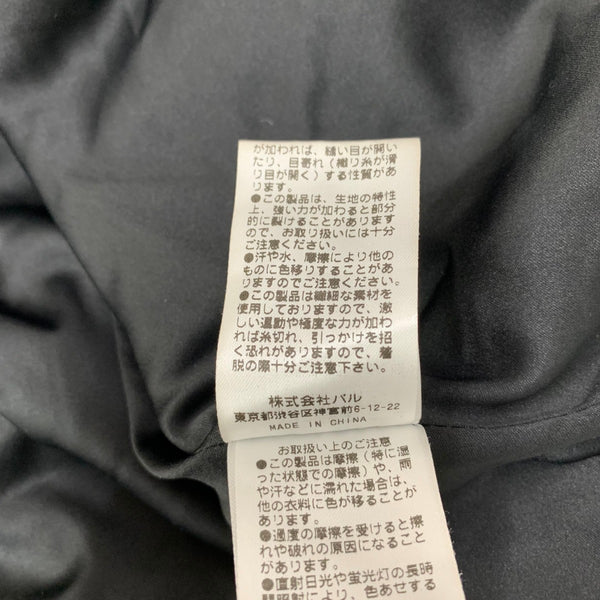 が加われば、縫い目が開い
たり、目寄れ（織り糸が滑
り目が開く）する性質があ
ります。
●この製品は、生地の特性
上、強い力が加わると部分
的に裂けることがあります
ので、お取り扱いには十分
ご注意ください。
●汗や水、摩擦により他の
ものに色移りすることがあ
りますのでご注意ください。
●この製品は繊細な素材を
使用しておりますので、激
しい運動や極度な力が加わ
れば糸切れ、引っかけを招
く恐れがありますので、着
脱の際十分ご注意下さい。
株式会社バル
東京都渋谷区神宮前6-12-22
MADE IN CHINA
お取扱い上のご注意
●この製品は摩擦（特に湿
った状態での摩擦）や、雨
や汗などに濡れた場合は、
他の衣料に色が移ることが
あります。
●過度の摩擦を受けると擦
れや破れの原因になること
があります。
●直射日光や蛍光灯の長時
間照射により、色あせする